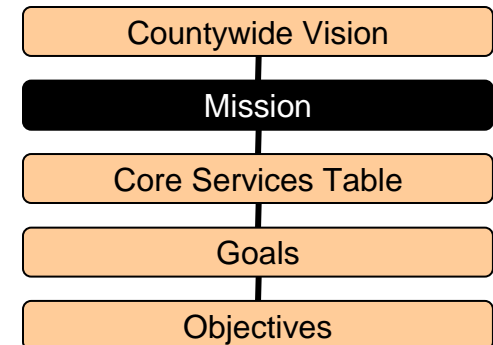 Countywide Vision
Mission
Core Services Table
Goals
Objectives